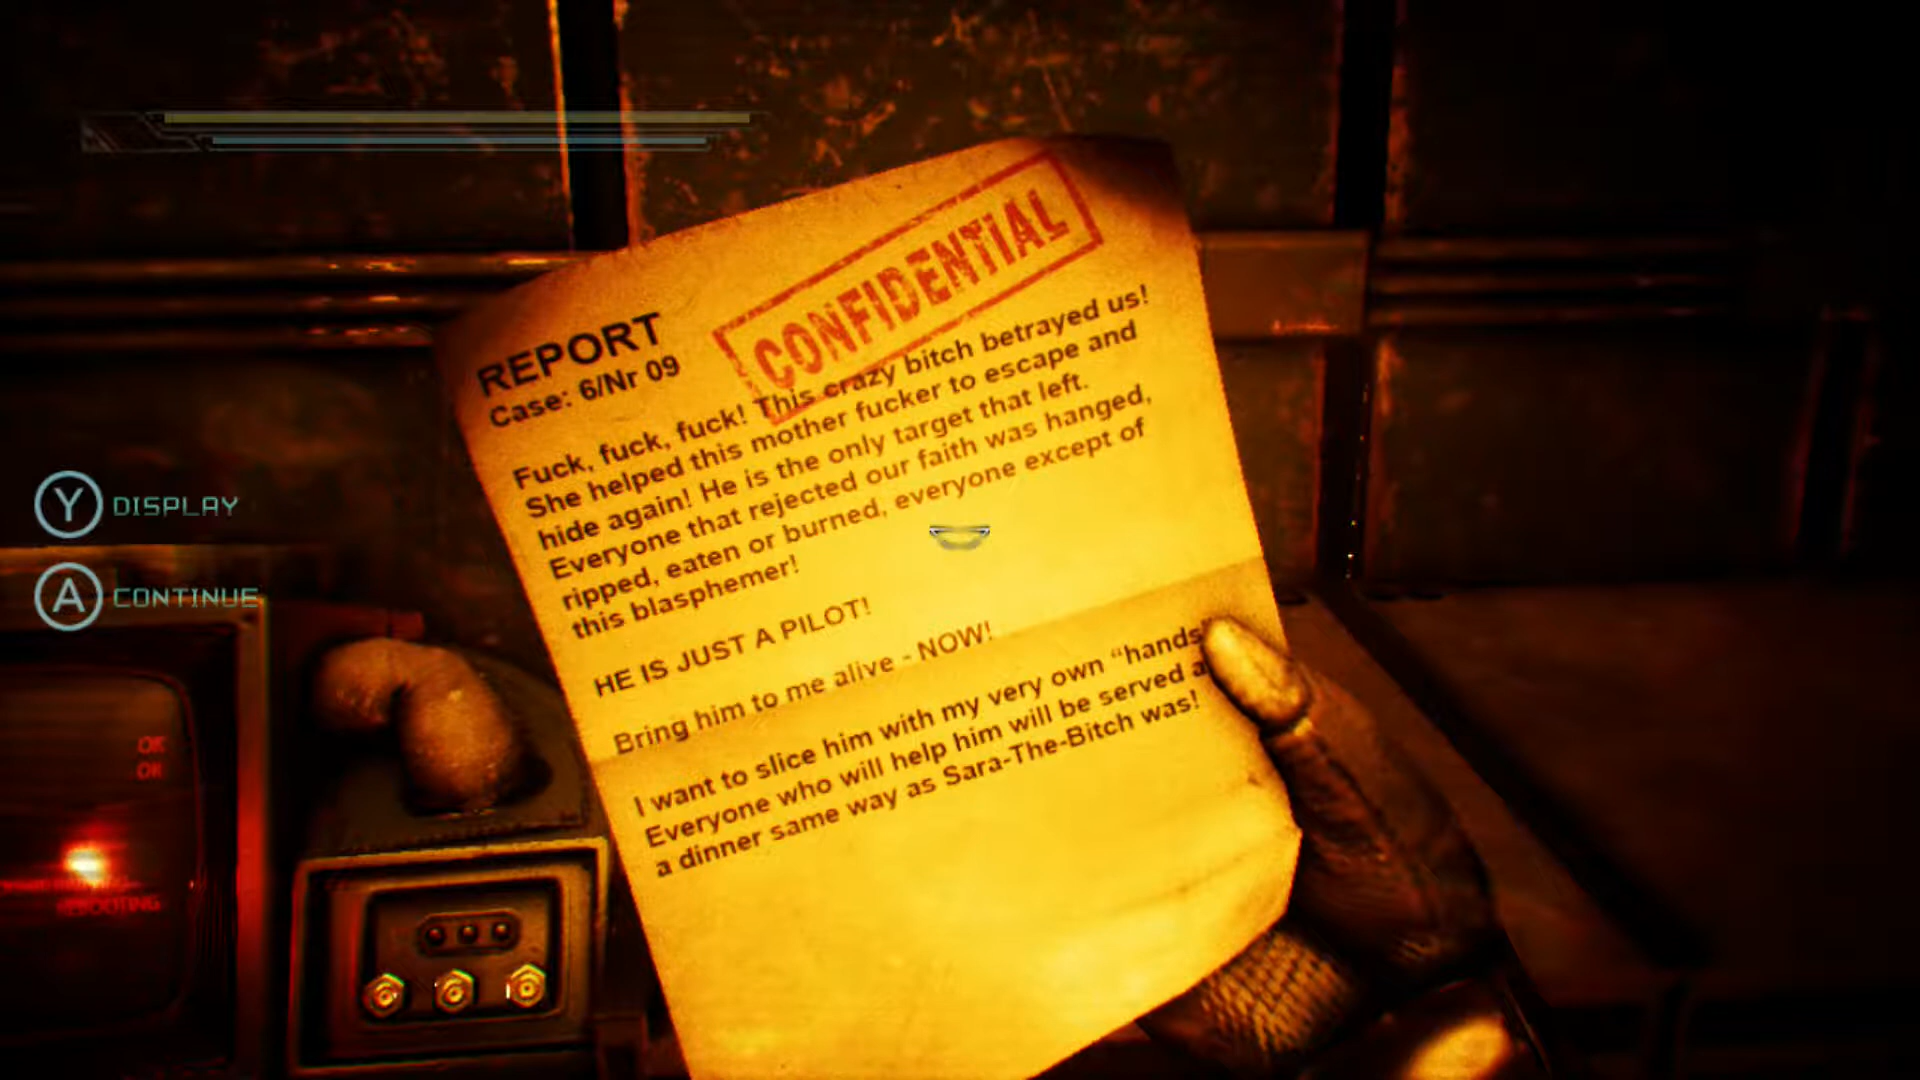 CONFIDENTIAL
REPORT
Case: 6/Nr 09
Fuck, fuck, fuck! This crazy bitch betrayed us!
She helped this mother fucker to escape and
hide again! He is the only target that left.
Everyone that rejected our faith was hanged,
ripped, eaten or burned, everyone except of
this blasphemer!
HE IS JUST A PILOT!
Bring him to me alive - NOW!
I want to slice him with my very own “hands”
Everyone who will help him will be served a
a dinner same way as Sara-The-Bitch was!
Y DISPLAY
A CONTINUE
OK
OK
REBOOTING